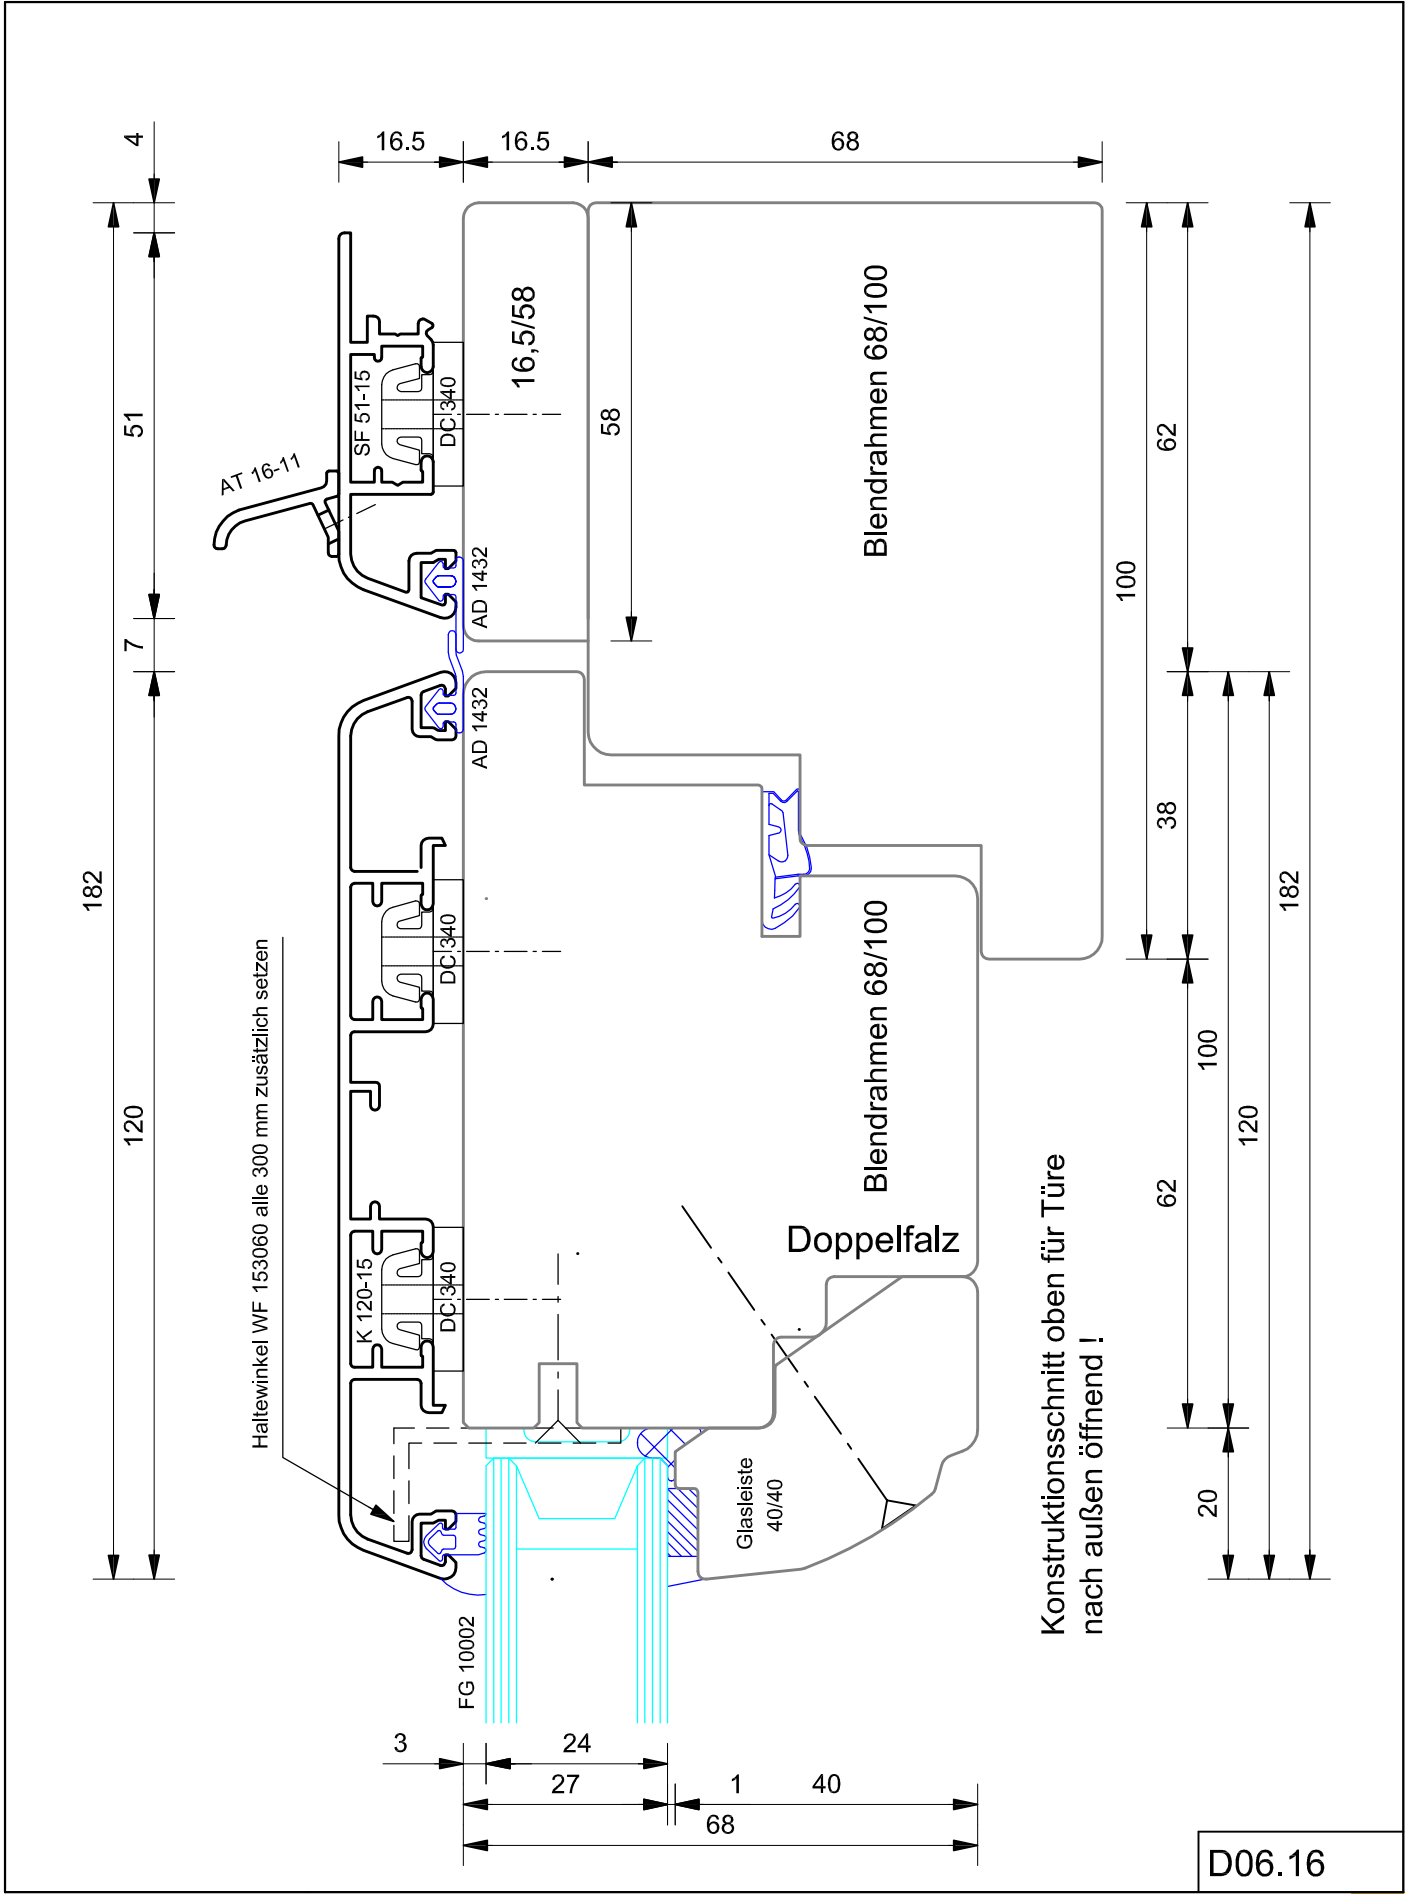 4
16.5
16.5
68
51
7
120
182
AT 16-11
SF 51-15
DC 340
16,5/58
58
Blendrahmen 68/100
62
100
38
182
AD 1432
AD 1432
DC 340
Blendrahmen 68/100
100
120
62
20
Haltewinkel WF 153060 alle 300 mm zusätzlich setzen
K 120-15
DC 340
Doppelfalz
Glasleiste
40/40
Konstruktionsschnitt oben für Türe
nach außen öffnend !
FG 10002
3
24
27
1
40
68
D06.16